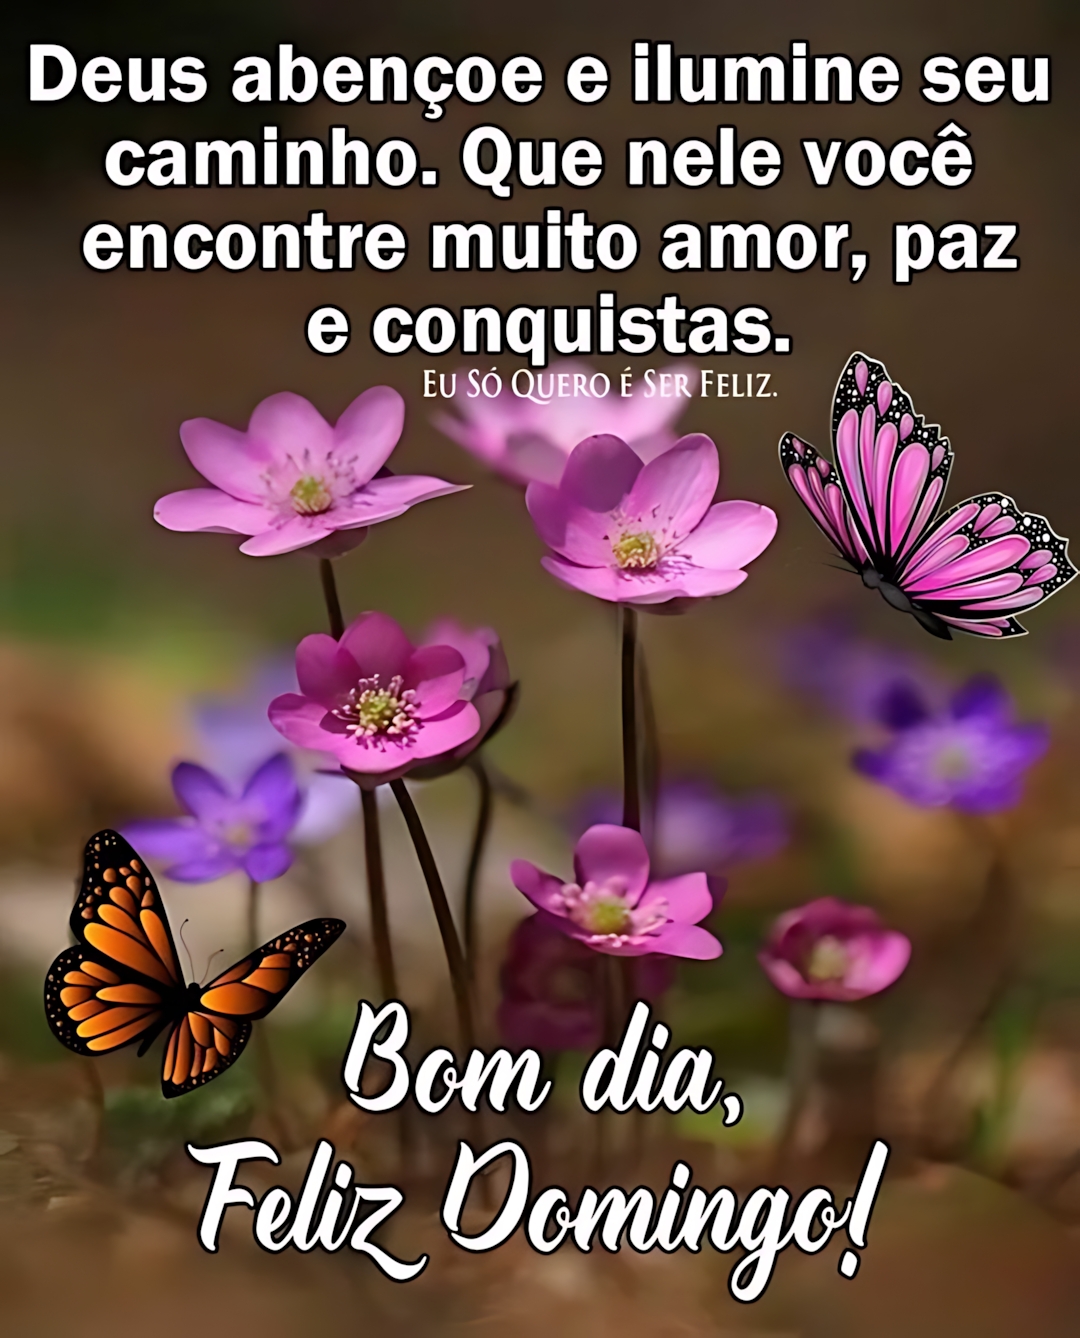 Deus abençoe e ilumine seu
caminho. Que nele você
encontre muito amor, paz
e conquistas.
Eu Só Quero é Ser Feliz.
Bom dia,
Feliz Domingo!